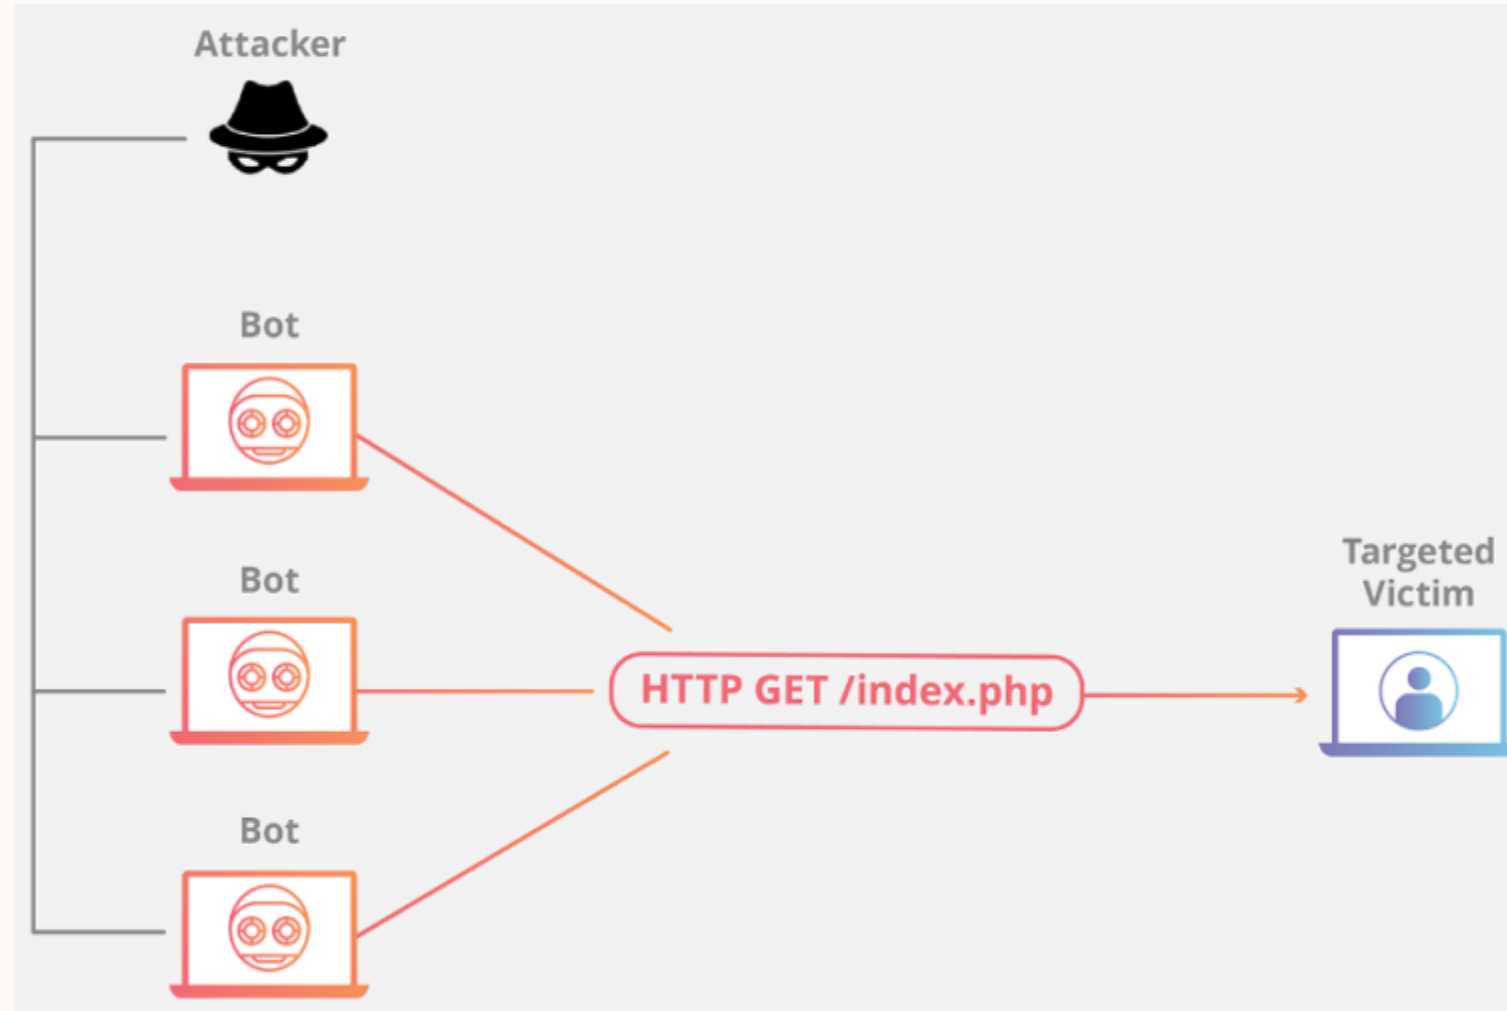 Attacker
Bot
Bot
HTTP GET /index.php
Targeted
Victim
Bot